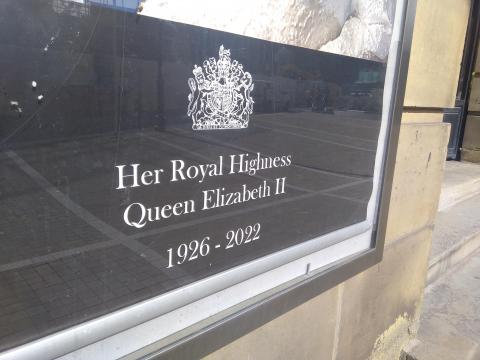 Her Royal Highness
Queen Elizabeth II
1926 - 2022